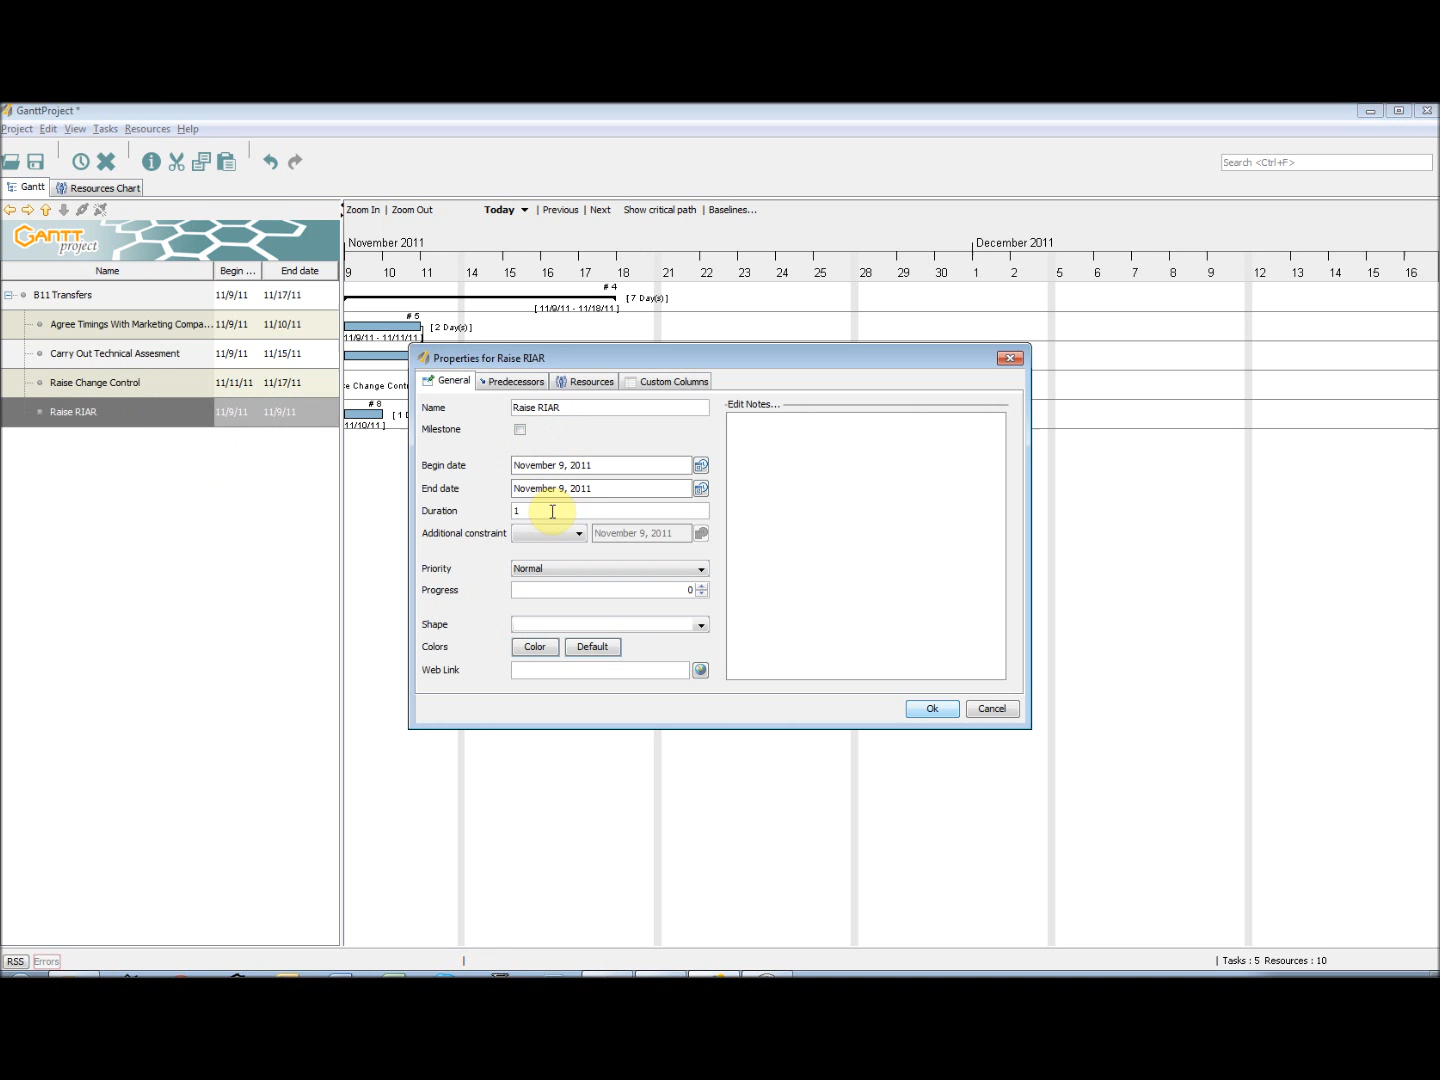 GanttProject *
Project Edit View Tasks Resources Help
Search <Ctrl+F>
Gantt Resources Chart
Zoom In | Zoom Out Today | Previous | Next Show critical path | Baselines...
GANTT project
November 2011 December 2011
Name Begin ... End date
9 10 11 14 15 16 17 18 21 22 23 24 25 28 29 30 1 2 5 6 7 8 9 12 13 14 15 16
# 4
B11 Transfers 11/9/11 11/17/11 [ 7 Day(s) ]
[ 11/9/11 - 11/18/11 ]
# 5
Agree Timings With Marketing Compa... 11/9/11 11/10/11 [ 2 Day(s) ]
11/9/11 - 11/11/11 ]
Carry Out Technical Assesment 11/9/11 11/15/11
Raise Change Control 11/11/11 11/17/11
# 8
Raise RIAR 11/9/11 11/9/11 [ 1
11/10/11 ]
Properties for Raise RIAR
General Predecessors Resources Custom Columns
Name Raise RIAR
Milestone
Begin date November 9, 2011
End date November 9, 2011
Duration 1
Additional constraint November 9, 2011
Priority Normal
Progress 0
Shape
Colors Color Default
Web Link
Edit Notes...
Ok Cancel
RSS Errors
| | Tasks : 5 Resources : 10